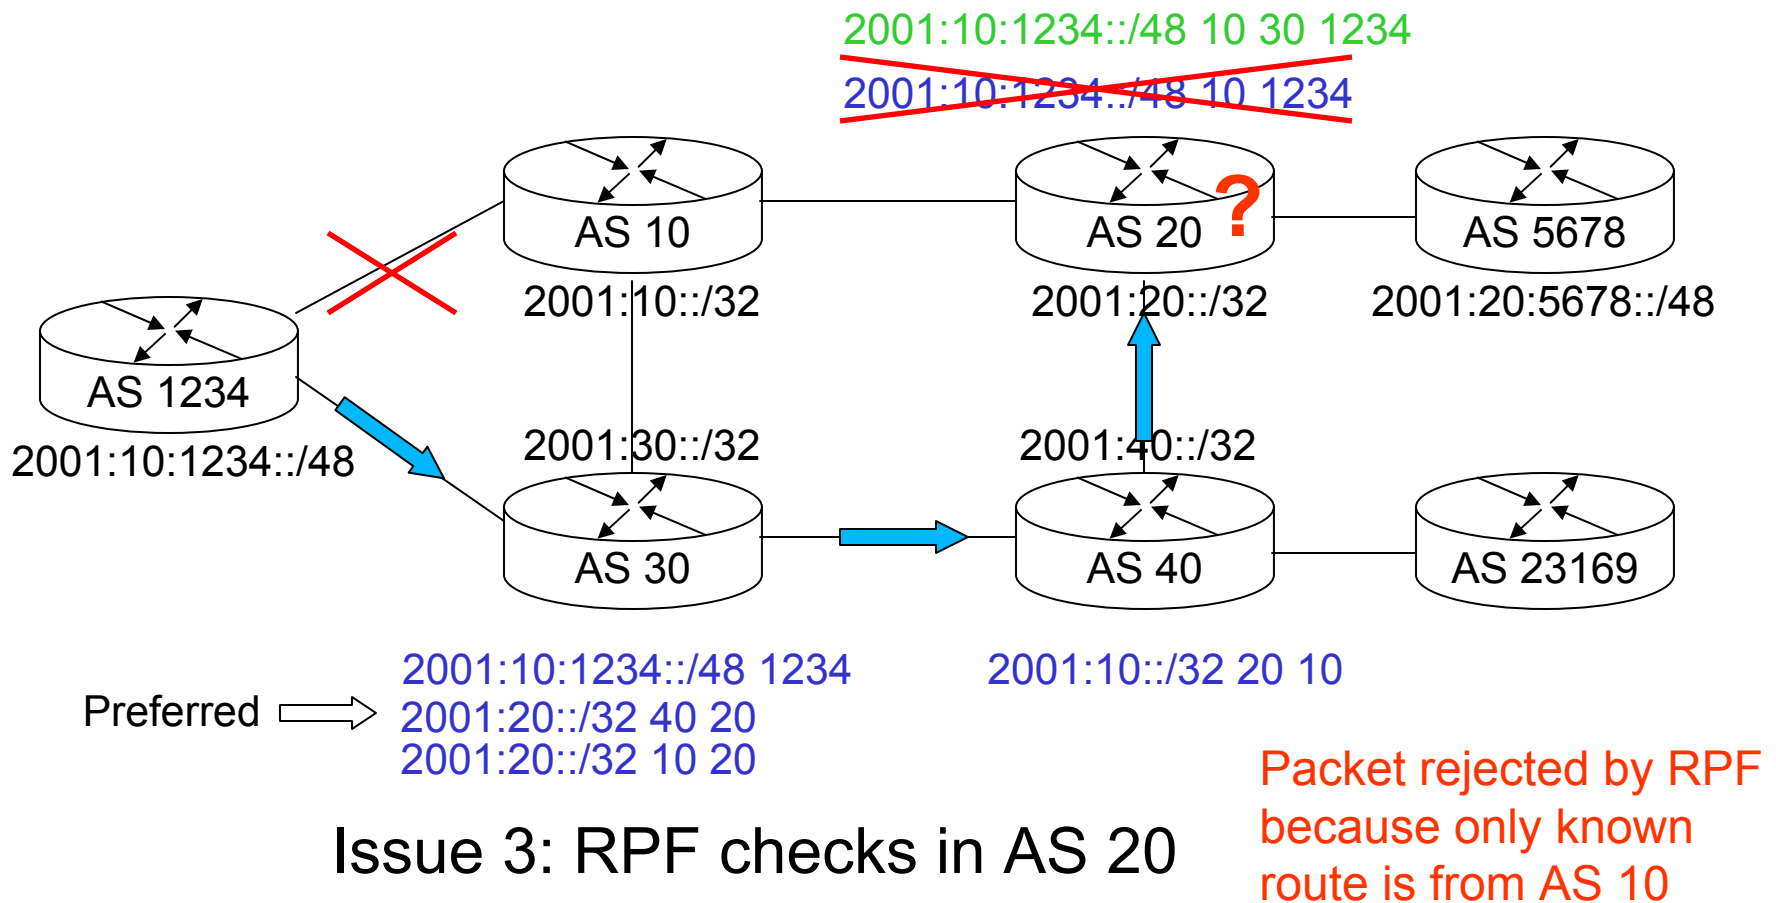 2001:10:1234::/48 10 30 1234
2001:10:1234::/48 10 1234
AS 10
AS 20
?
AS 5678
2001:10::/32
2001:20::/32
2001:20:5678::/48
AS 1234
2001:10:1234::/48
2001:30::/32
2001:40::/32
AS 30
AS 40
AS 23169
2001:10:1234::/48 1234
2001:10::/32 20 10
Preferred
2001:20::/32 40 20
2001:20::/32 10 20
Packet rejected by RPF
because only known
route is from AS 10
Issue 3: RPF checks in AS 20